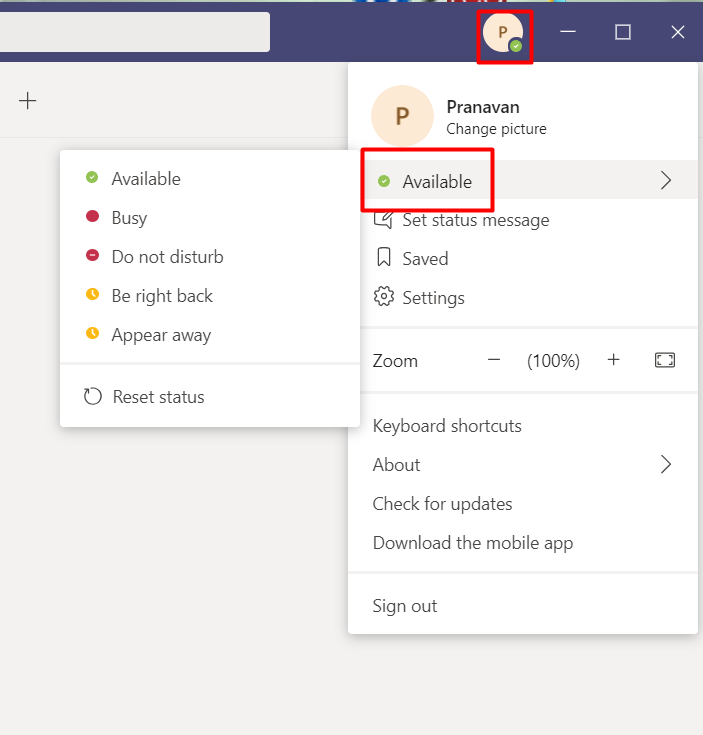 P
P
Pranavan
Change picture
Available
Set status message
Saved
Settings
Zoom (100%)
Keyboard shortcuts
About
Check for updates
Download the mobile app
Sign out
Available
Busy
Do not disturb
Be right back
Appear away
Reset status